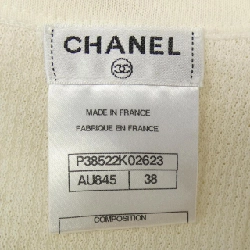 CHANEL
MADE IN FRANCE
FABRIQUE EN FRANCE
P38522K02623
AU845 38
COMPOSITION